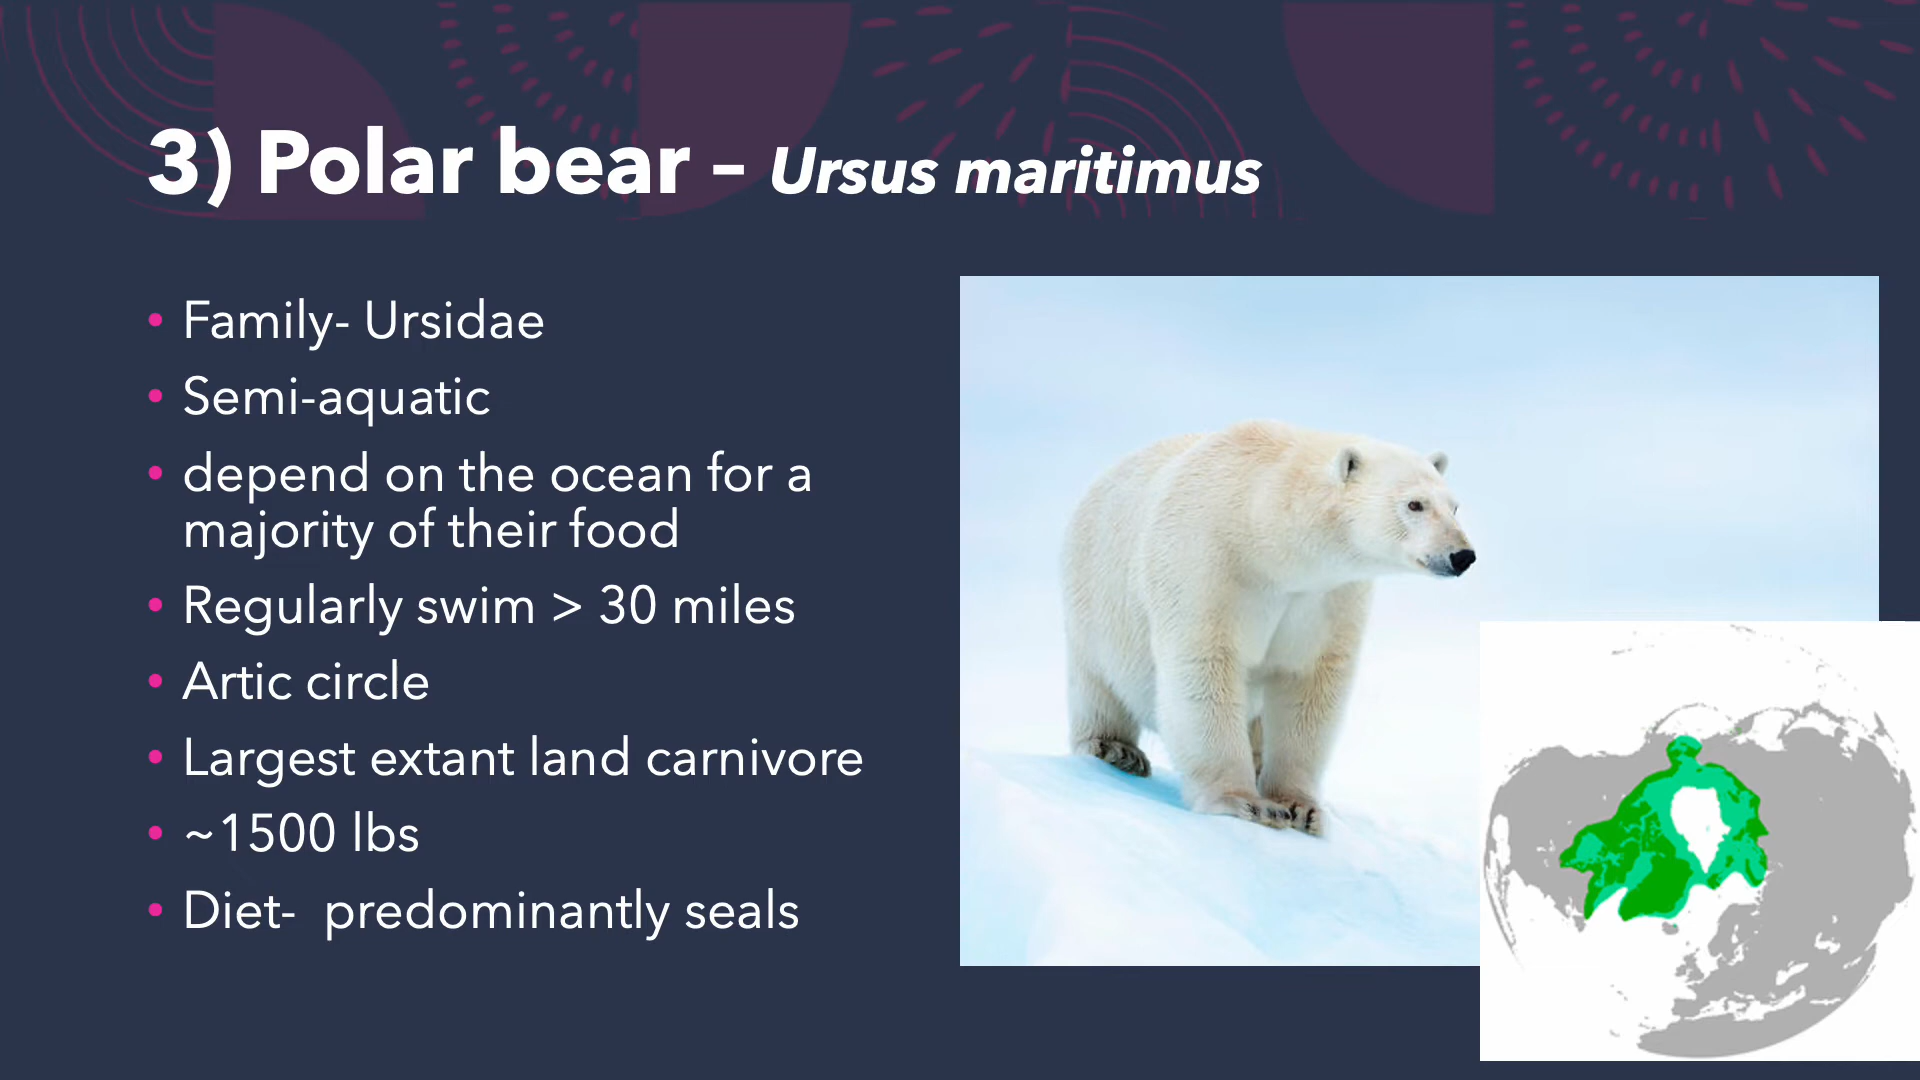 3) Polar bear – Ursus maritimus
• Family- Ursidae
• Semi-aquatic
• depend on the ocean for a
majority of their food
• Regularly swim > 30 miles
• Artic circle
• Largest extant land carnivore
• ~1500 lbs
• Diet-  predominantly seals